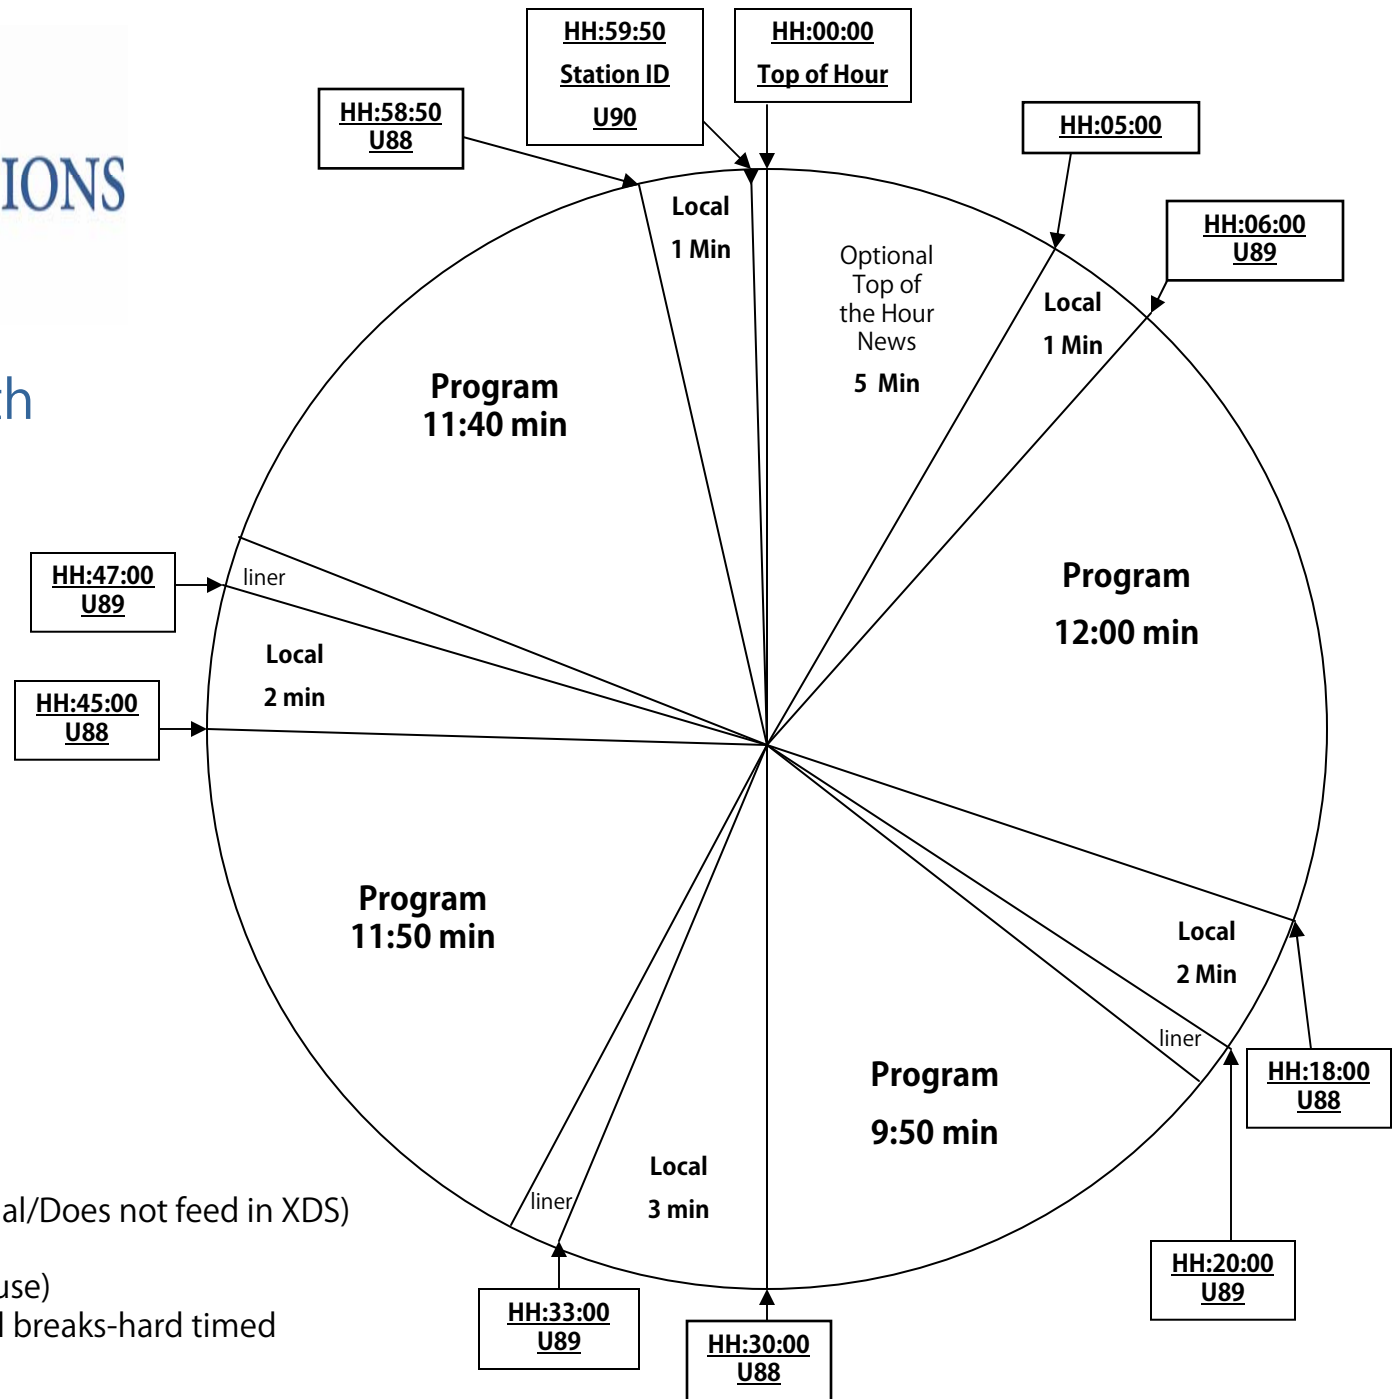 HH:59:50
Station ID
U90
HH:00:00
Top of Hour
HH:58:50
U88
HH:05:00
IONS
HH:06:00
U89
Local
1 Min
Optional
Top of
the Hour
News
5 Min
Local
1 Min
th
Program
11:40 min
Program
12:00 min
HH:47:00
U89
liner
Local
2 min
HH:45:00
U88
Program
11:50 min
Local
2 Min
liner
HH:18:00
U88
Program
9:50 min
Local
3 min
liner
al/Does not feed in XDS)
use)
l breaks-hard timed
HH:20:00
U89
HH:33:00
U89
HH:30:00
U88